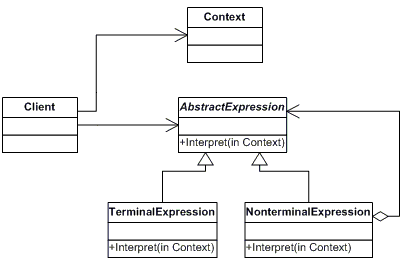 Context
Client
AbstractExpression
+Interpret(in Context)
TerminalExpression
NonterminalExpression
+Interpret(in Context)
+Interpret(in Context)